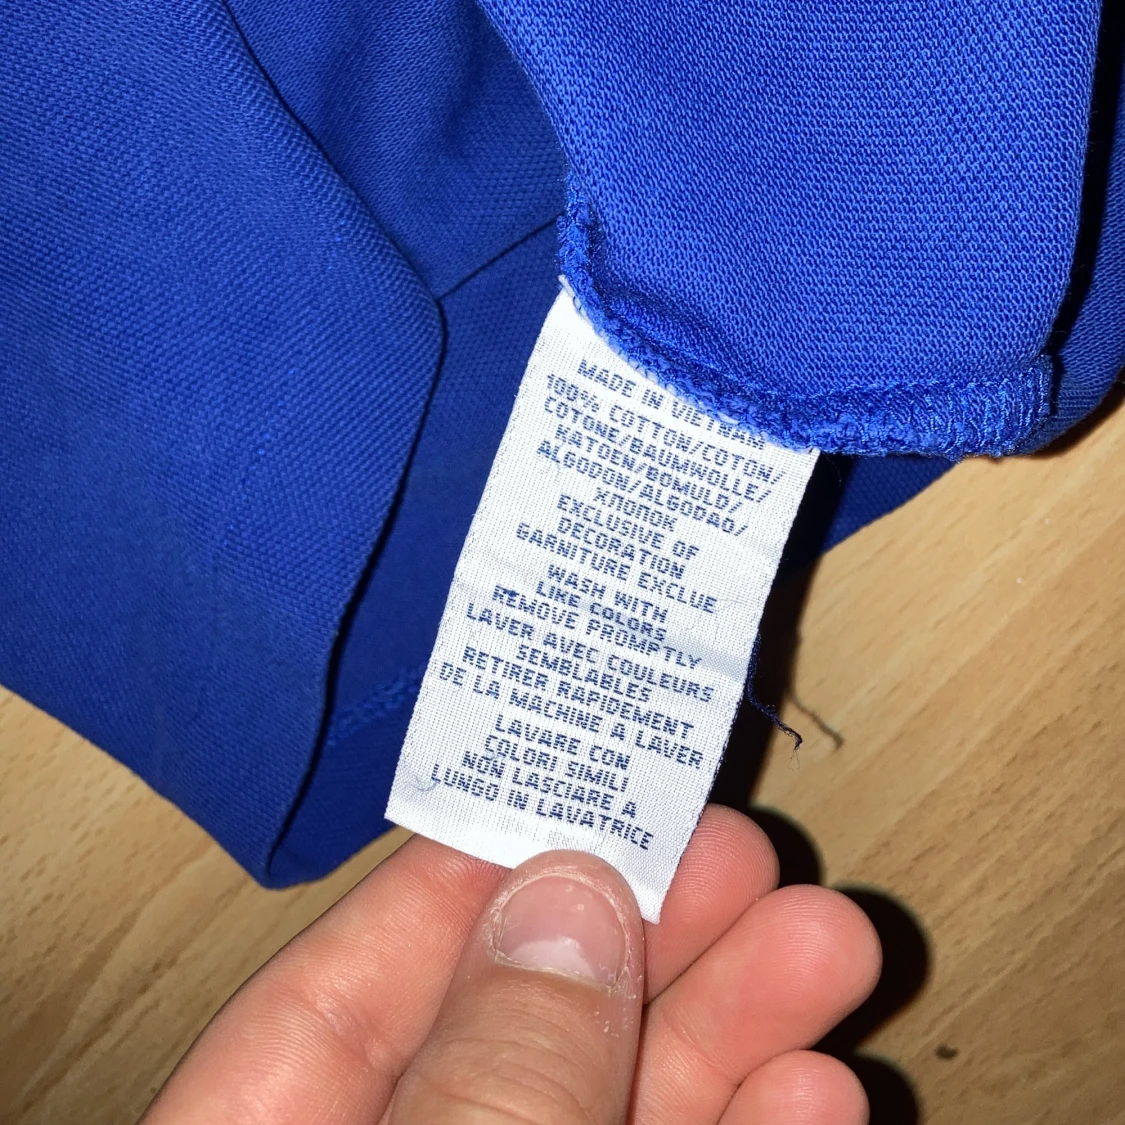 MADE IN VIETNAM
100% COTTON/COTON/
COTONE/BAUMWOLLE/
KATOEN/BOMULD/
ALGODON/ALGODAO/
ХЛОПОК
EXCLUSIVE OF
DECORATION
GARNITURE EXCLUE
WASH WITH
LIKE COLORS
REMOVE PROMPTLY
LAVER AVEC COULEURS
SEMBLABLES
RETIRER RAPIDEMENT
DE LA MACHINE A LAVER
LAVARE CON
COLORI SIMILI
NON LASCIARE A
LUNGO IN LAVATRICE